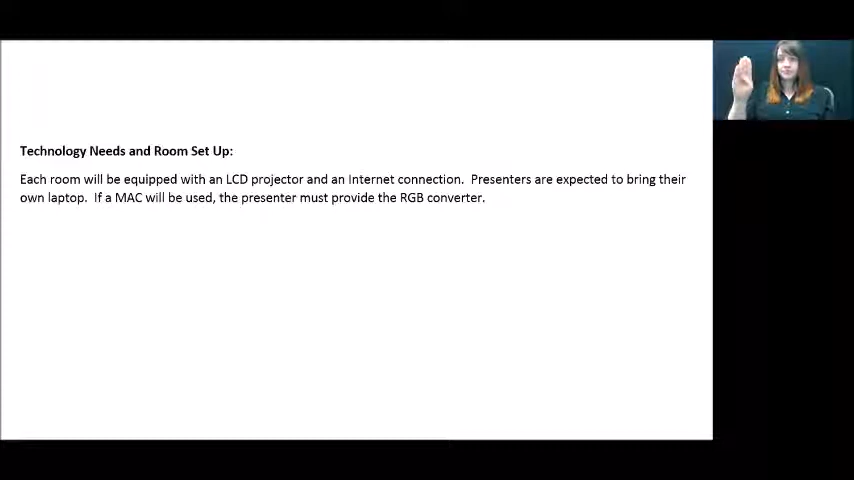 Technology Needs and Room Set Up:
Each room will be equipped with an LCD projector and an Internet connection.  Presenters are expected to bring their
own laptop.  If a MAC will be used, the presenter must provide the RGB converter.